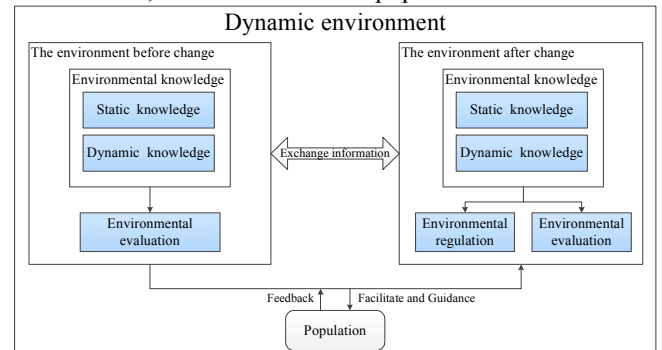 Dynamic environment
The environment before change
Environmental knowledge
Static knowledge
Dynamic knowledge
Environmental
evaluation
Exchange information
The environment after change
Environmental knowledge
Static knowledge
Dynamic knowledge
Environmental
regulation
Environmental
evaluation
Feedback
Facilitate and Guidance
Population